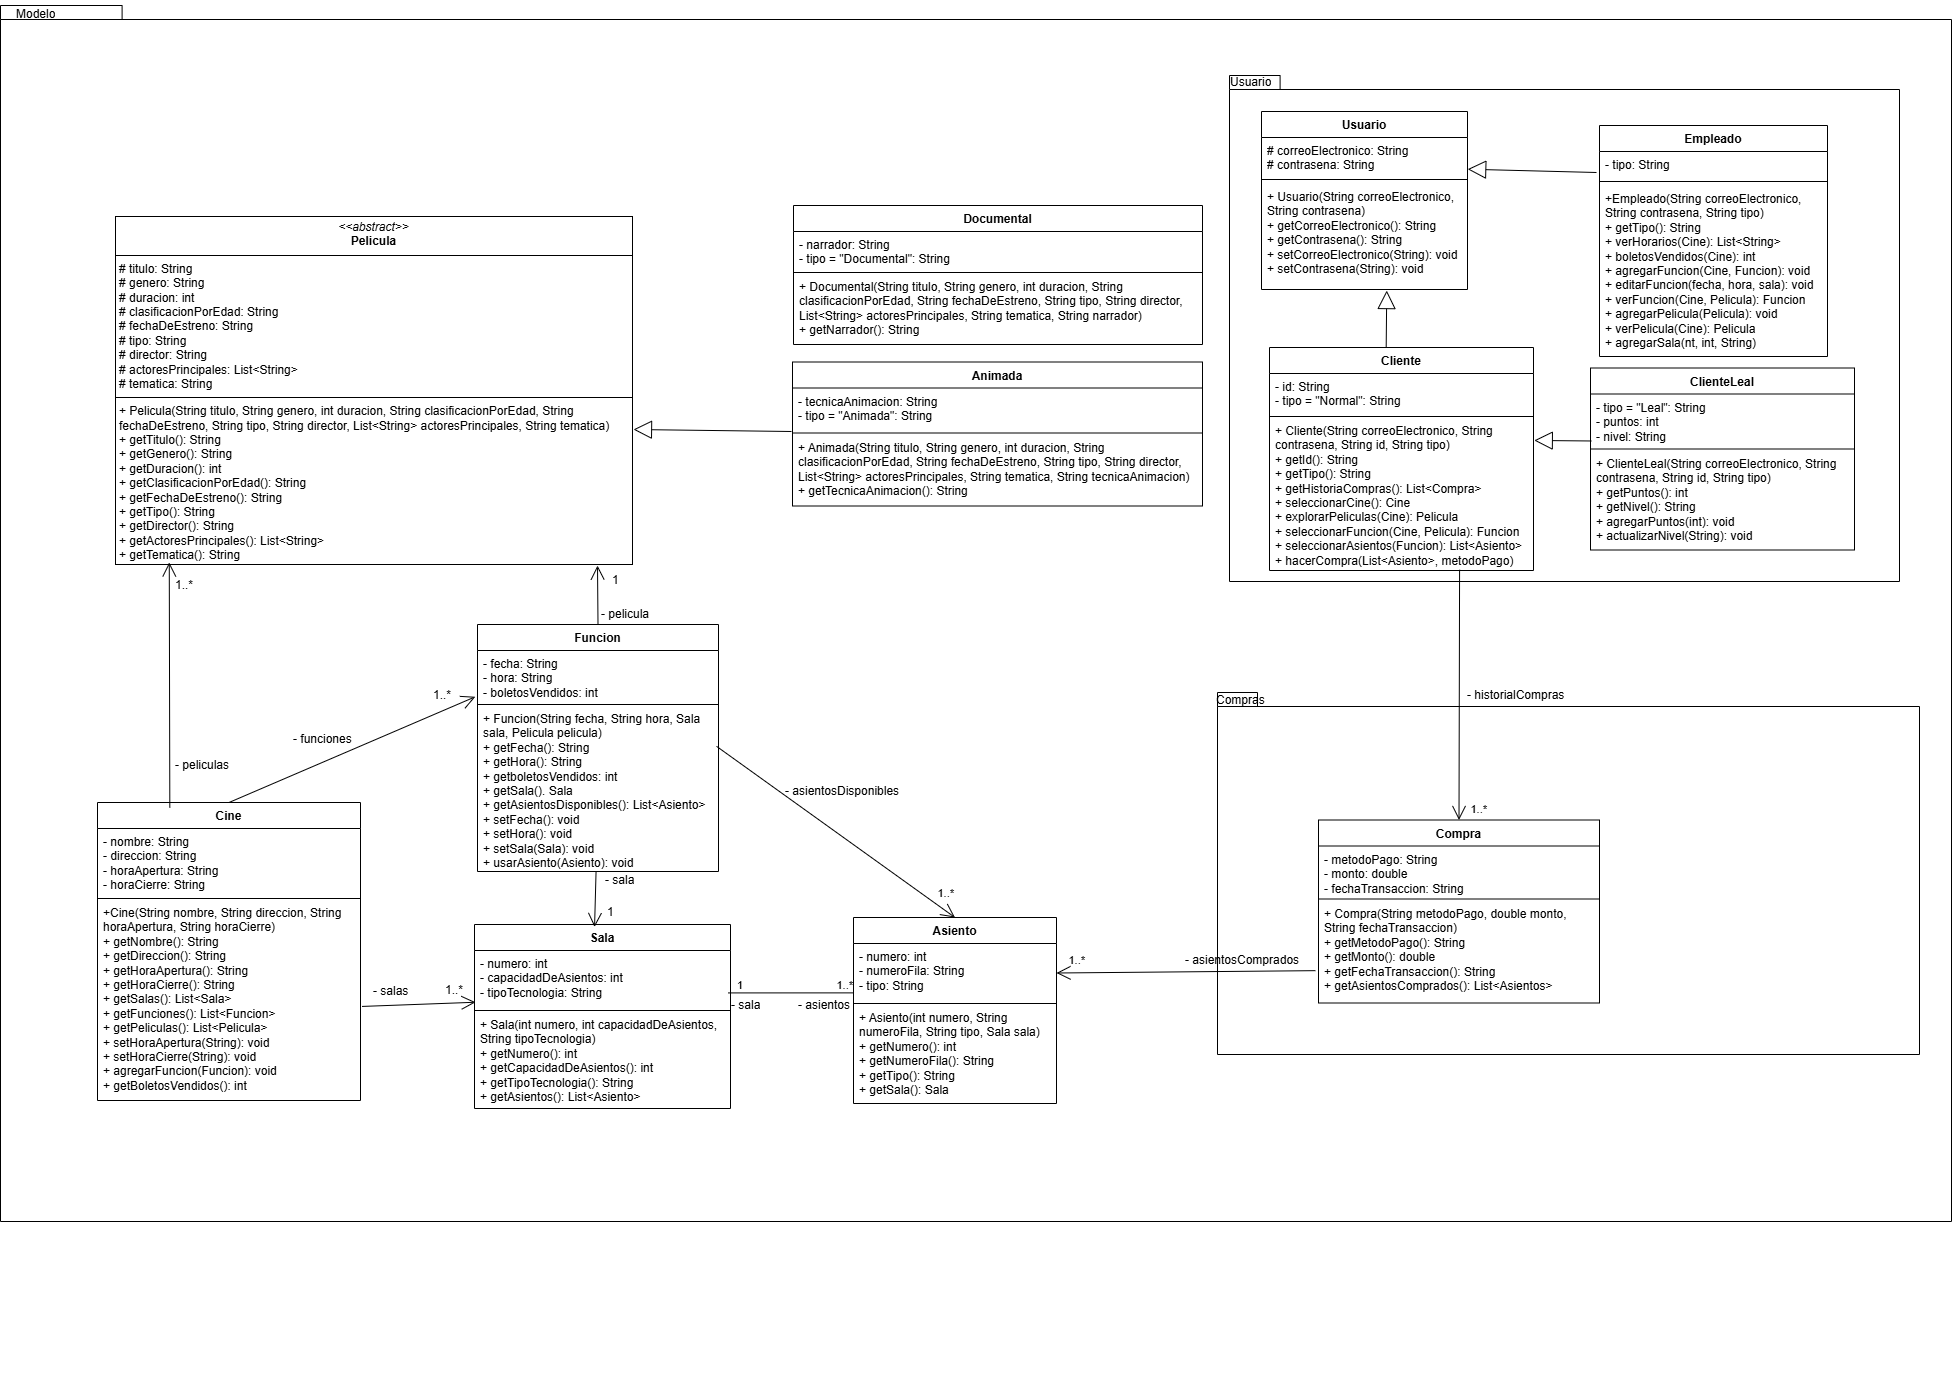 Modelo
Usuario
Usuario
# correoElectronico: String
# contrasena: String
+ Usuario(String correoElectronico,
String contrasena)
+ getCorreoElectronico(): String
+ getContrasena(): String
+ setCorreoElectronico(String): void
+ setContrasena(String): void
Empleado
- tipo: String
+Empleado(String correoElectronico,
String contrasena, String tipo)
+ getTipo(): String
+ verHorarios(Cine): List<String>
+ boletosVendidos(Cine): int
+ agregarFuncion(Cine, Funcion): void
+ editarFuncion(fecha, hora, sala): void
+ verFuncion(Cine, Pelicula): Funcion
+ agregarPelicula(Pelicula): void
+ verPelicula(Cine): Pelicula
+ agregarSala(nt, int, String)
<<abstract>>
Pelicula
# titulo: String
# genero: String
# duracion: int
# clasificacionPorEdad: String
# fechaDeEstreno: String
# tipo: String
# director: String
# actoresPrincipales: List<String>
# tematica: String
+ Pelicula(String titulo, String genero, int duracion, String clasificacionPorEdad, String
fechaDeEstreno, String tipo, String director, List<String> actoresPrincipales, String tematica)
+ getTitulo(): String
+ getGenero(): String
+ getDuracion(): int
+ getClasificacionPorEdad(): String
+ getFechaDeEstreno(): String
+ getTipo(): String
+ getDirector(): String
+ getActoresPrincipales(): List<String>
+ getTematica(): String
Documental
- narrador: String
- tipo = "Documental": String
+ Documental(String titulo, String genero, int duracion, String
clasificacionPorEdad, String fechaDeEstreno, String tipo, String director,
List<String> actoresPrincipales, String tematica, String narrador)
+ getNarrador(): String
Animada
- tecnicaAnimacion: String
- tipo = "Animada": String
+ Animada(String titulo, String genero, int duracion, String
clasificacionPorEdad, String fechaDeEstreno, String tipo, String director,
List<String> actoresPrincipales, String tematica, String tecnicaAnimacion)
+ getTecnicaAnimacion(): String
Cliente
- id: String
- tipo = "Normal": String
+ Cliente(String correoElectronico, String
contrasena, String id, String tipo)
+ getId(): String
+ getTipo(): String
+ getHistoriaCompras(): List<Compra>
+ seleccionarCine(): Cine
+ explorarPeliculas(Cine): Pelicula
+ seleccionarFuncion(Cine, Pelicula): Funcion
+ seleccionarAsientos(Funcion): List<Asiento>
+ hacerCompra(List<Asiento>, metodoPago)
ClienteLeal
- tipo = "Leal": String
- puntos: int
- nivel: String
+ ClienteLeal(String correoElectronico, String
contrasena, String id, String tipo)
+ getPuntos(): int
+ getNivel(): String
+ agregarPuntos(int): void
+ actualizarNivel(String): void
1..*
1
- pelicula
Funcion
- fecha: String
- hora: String
- boletosVendidos: int
+ Funcion(String fecha, String hora, Sala
sala, Pelicula pelicula)
+ getFecha(): String
+ getHora(): String
+ getboletosVendidos: int
+ getSala(). Sala
+ getAsientosDisponibles(): List<Asiento>
+ setFecha(): void
+ setHora(): void
+ setSala(Sala): void
+ usarAsiento(Asiento): void
1..*
- funciones
- peliculas
- historialCompras
Compras
- asientosDisponibles
Cine
- nombre: String
- direccion: String
- horaApertura: String
- horaCierre: String
+Cine(String nombre, String direccion, String
horaApertura, String horaCierre)
+ getNombre(): String
+ getDireccion(): String
+ getHoraApertura(): String
+ getHoraCierre(): String
+ getSalas(): List<Sala>
+ getFunciones(): List<Funcion>
+ getPeliculas(): List<Pelicula>
+ setHoraApertura(String): void
+ setHoraCierre(String): void
+ agregarFuncion(Funcion): void
+ getBoletosVendidos(): int
- sala
1
- salas
1..*
Sala
- numero: int
- capacidadDeAsientos: int
- tipoTecnologia: String
+ Sala(int numero, int capacidadDeAsientos,
String tipoTecnologia)
+ getNumero(): int
+ getCapacidadDeAsientos(): int
+ getTipoTecnologia(): String
+ getAsientos(): List<Asiento>
1
- sala
1..*
- asientos
1..*
Asiento
- numero: int
- numeroFila: String
- tipo: String
+ Asiento(int numero, String
numeroFila, String tipo, Sala sala)
+ getNumero(): int
+ getNumeroFila(): String
+ getTipo(): String
+ getSala(): Sala
1..*
- asientosComprados
1..*
Compra
- metodoPago: String
- monto: double
- fechaTransaccion: String
+ Compra(String metodoPago, double monto,
String fechaTransaccion)
+ getMetodoPago(): String
+ getMonto(): double
+ getFechaTransaccion(): String
+ getAsientosComprados(): List<Asientos>